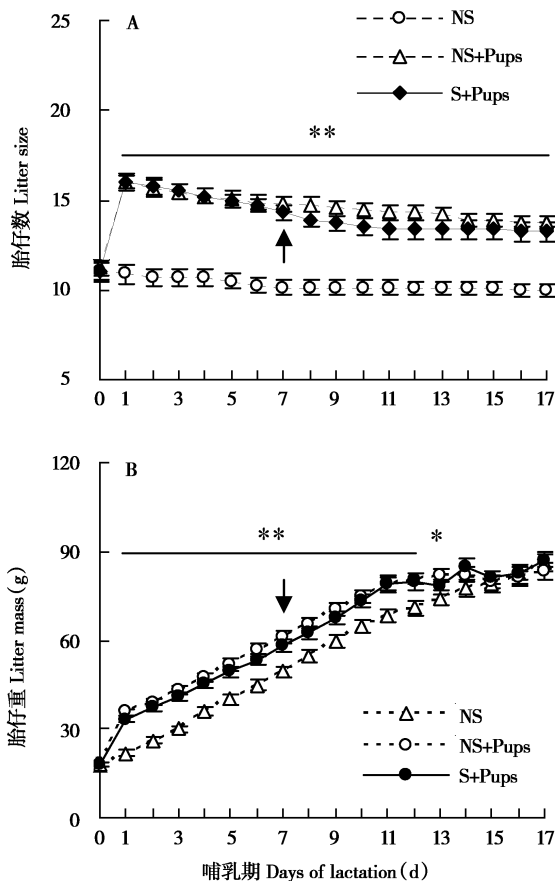 A
NS
NS+Pups
S+Pups
**
胎仔数 Litter size
25
20
15
10
5
0 1 3 5 7 9 11 13 15 17
B
** *
胎仔重 Litter mass(g)
120
90
60
30
0
NS
NS+Pups
S+Pups
0 1 3 5 7 9 11 13 15 17
哺乳期 Days of lactation(d)